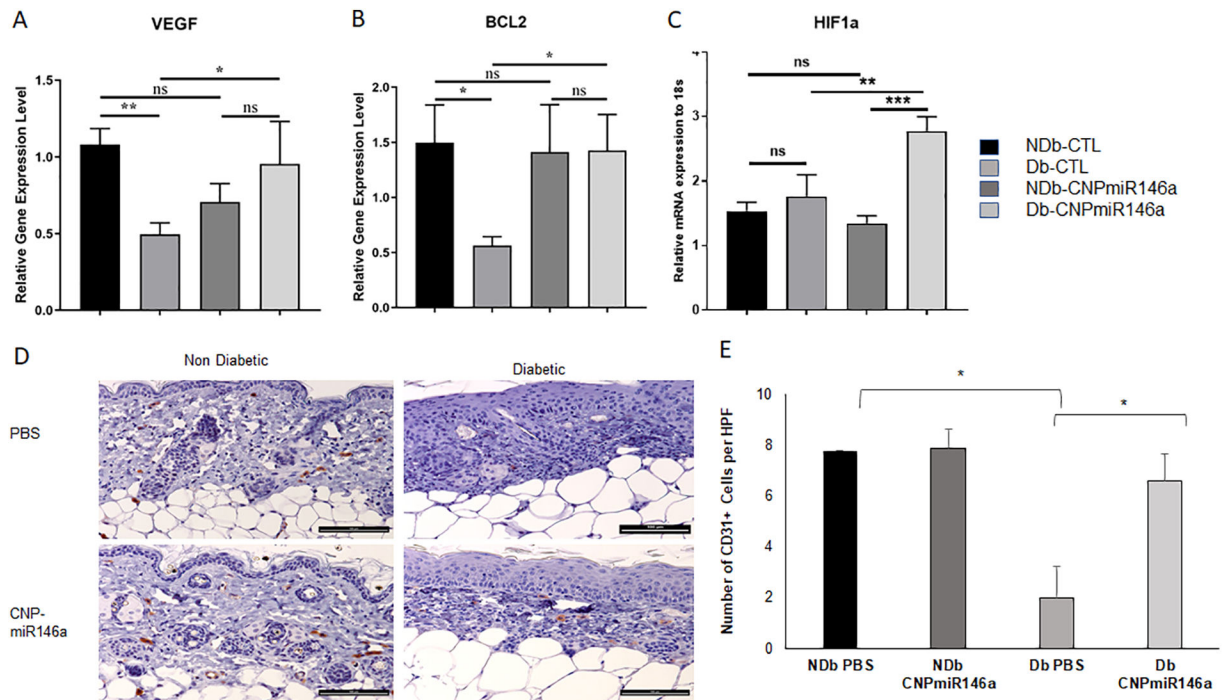 A
VEGF
Relative Gene Expression Level
1.5
1.0
0.5
0.0
*
ns
**
ns
B
BCL2
Relative Gene Expression Level
2.0
1.5
1.0
0.5
0.0
*
ns
*
ns
C
HIF1a
Relative mRNA expression to 18s
4
3
2
1
0
ns
**
***
ns
NDb-CTL
Db-CTL
NDb-CNPmiR146a
Db-CNPmiR146a
D
Non Diabetic
Diabetic
PBS
CNP-
miR146a
E
Number of CD31+ Cells per HPF
10
8
6
4
2
0
*
*
NDb PBS
NDb
CNPmiR146a
Db PBS
Db
CNPmiR146a